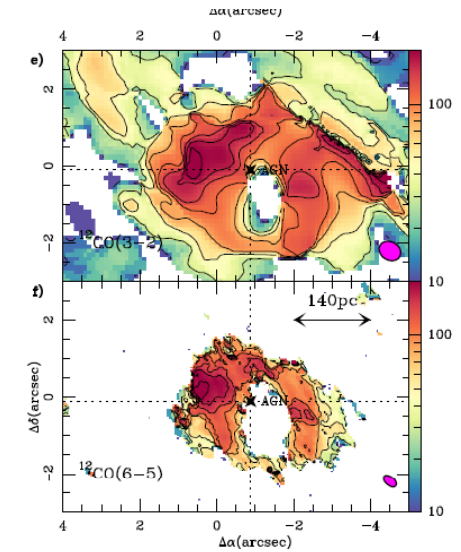 Δα(arcsec)
4 2 0 −2 −4
e)
2
100
0
★AGN
2
¹²CO(3−2)
10
f)
140pc
2
100
0
★AGN
Δδ(arcsec)
−2
¹²CO(6−5)
10
4 2 0 −2 −4
Δα(arcsec)